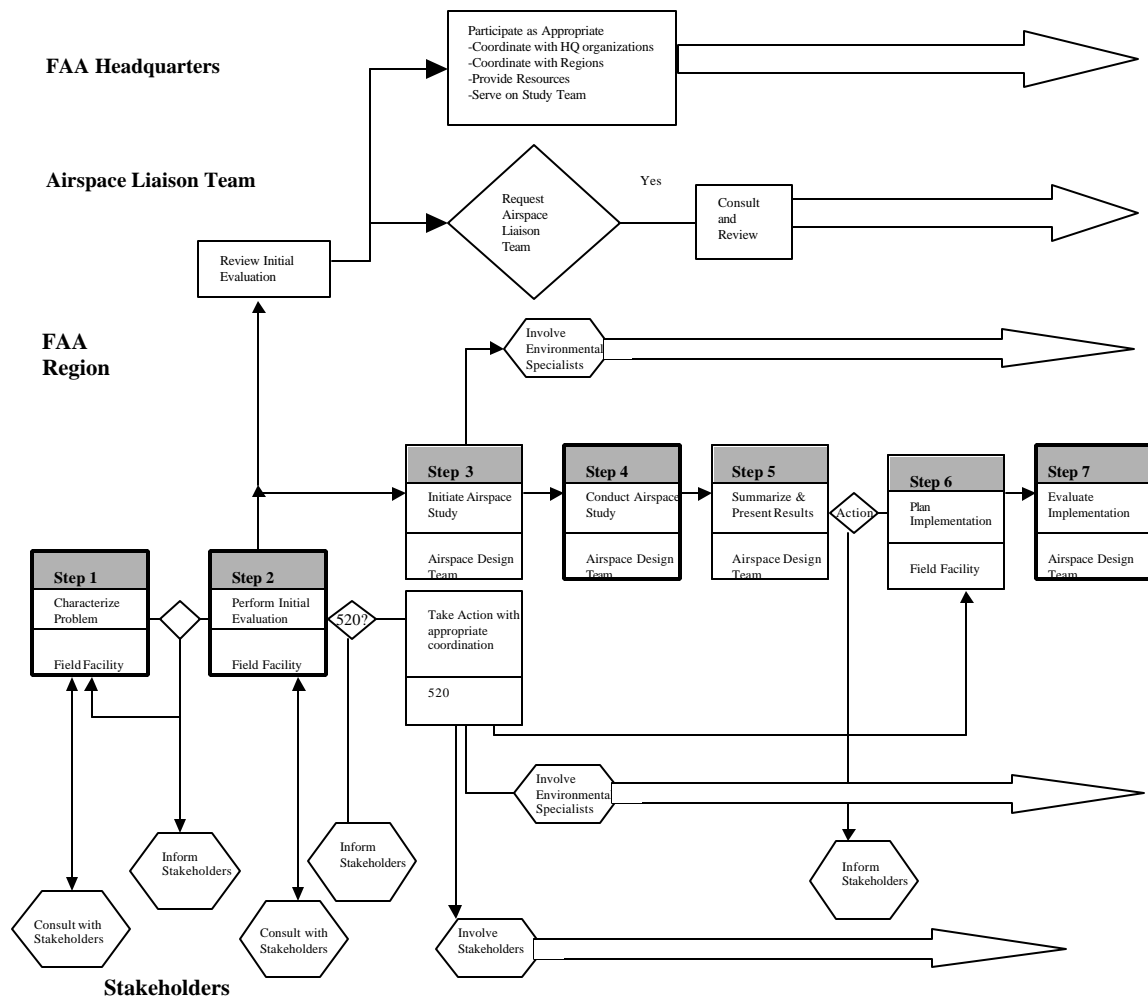 Participate as Appropriate
-Coordinate with HQ organizations
-Coordinate with Regions
-Provide Resources
-Serve on Study Team
FAA Headquarters
Airspace Liaison Team
Request
Airspace
Liaison
Team
Yes
Consult
and
Review
Review Initial
Evaluation
FAA
Region
Involve
Environmental
Specialists
Step 3
Initiate Airspace
Study
Airspace Design
Team
Step 4
Conduct Airspace
Study
Airspace Design
Team
Step 5
Summarize &
Present Results
Airspace Design
Team
Action
Step 6
Plan
Implementation
Field Facility
Step 7
Evaluate
Implementation
Airspace Design
Team
Step 1
Characterize
Problem
Field Facility
Step 2
Perform Initial
Evaluation
Field Facility
520?
Take Action with
appropriate
coordination
520
Involve
Environmenta
Specialists
Inform
Stakeholders
Inform
Stakeholders
Inform
Stakeholders
Consult with
Stakeholders
Consult with
Stakeholders
Involve
Stakeholders
Stakeholders